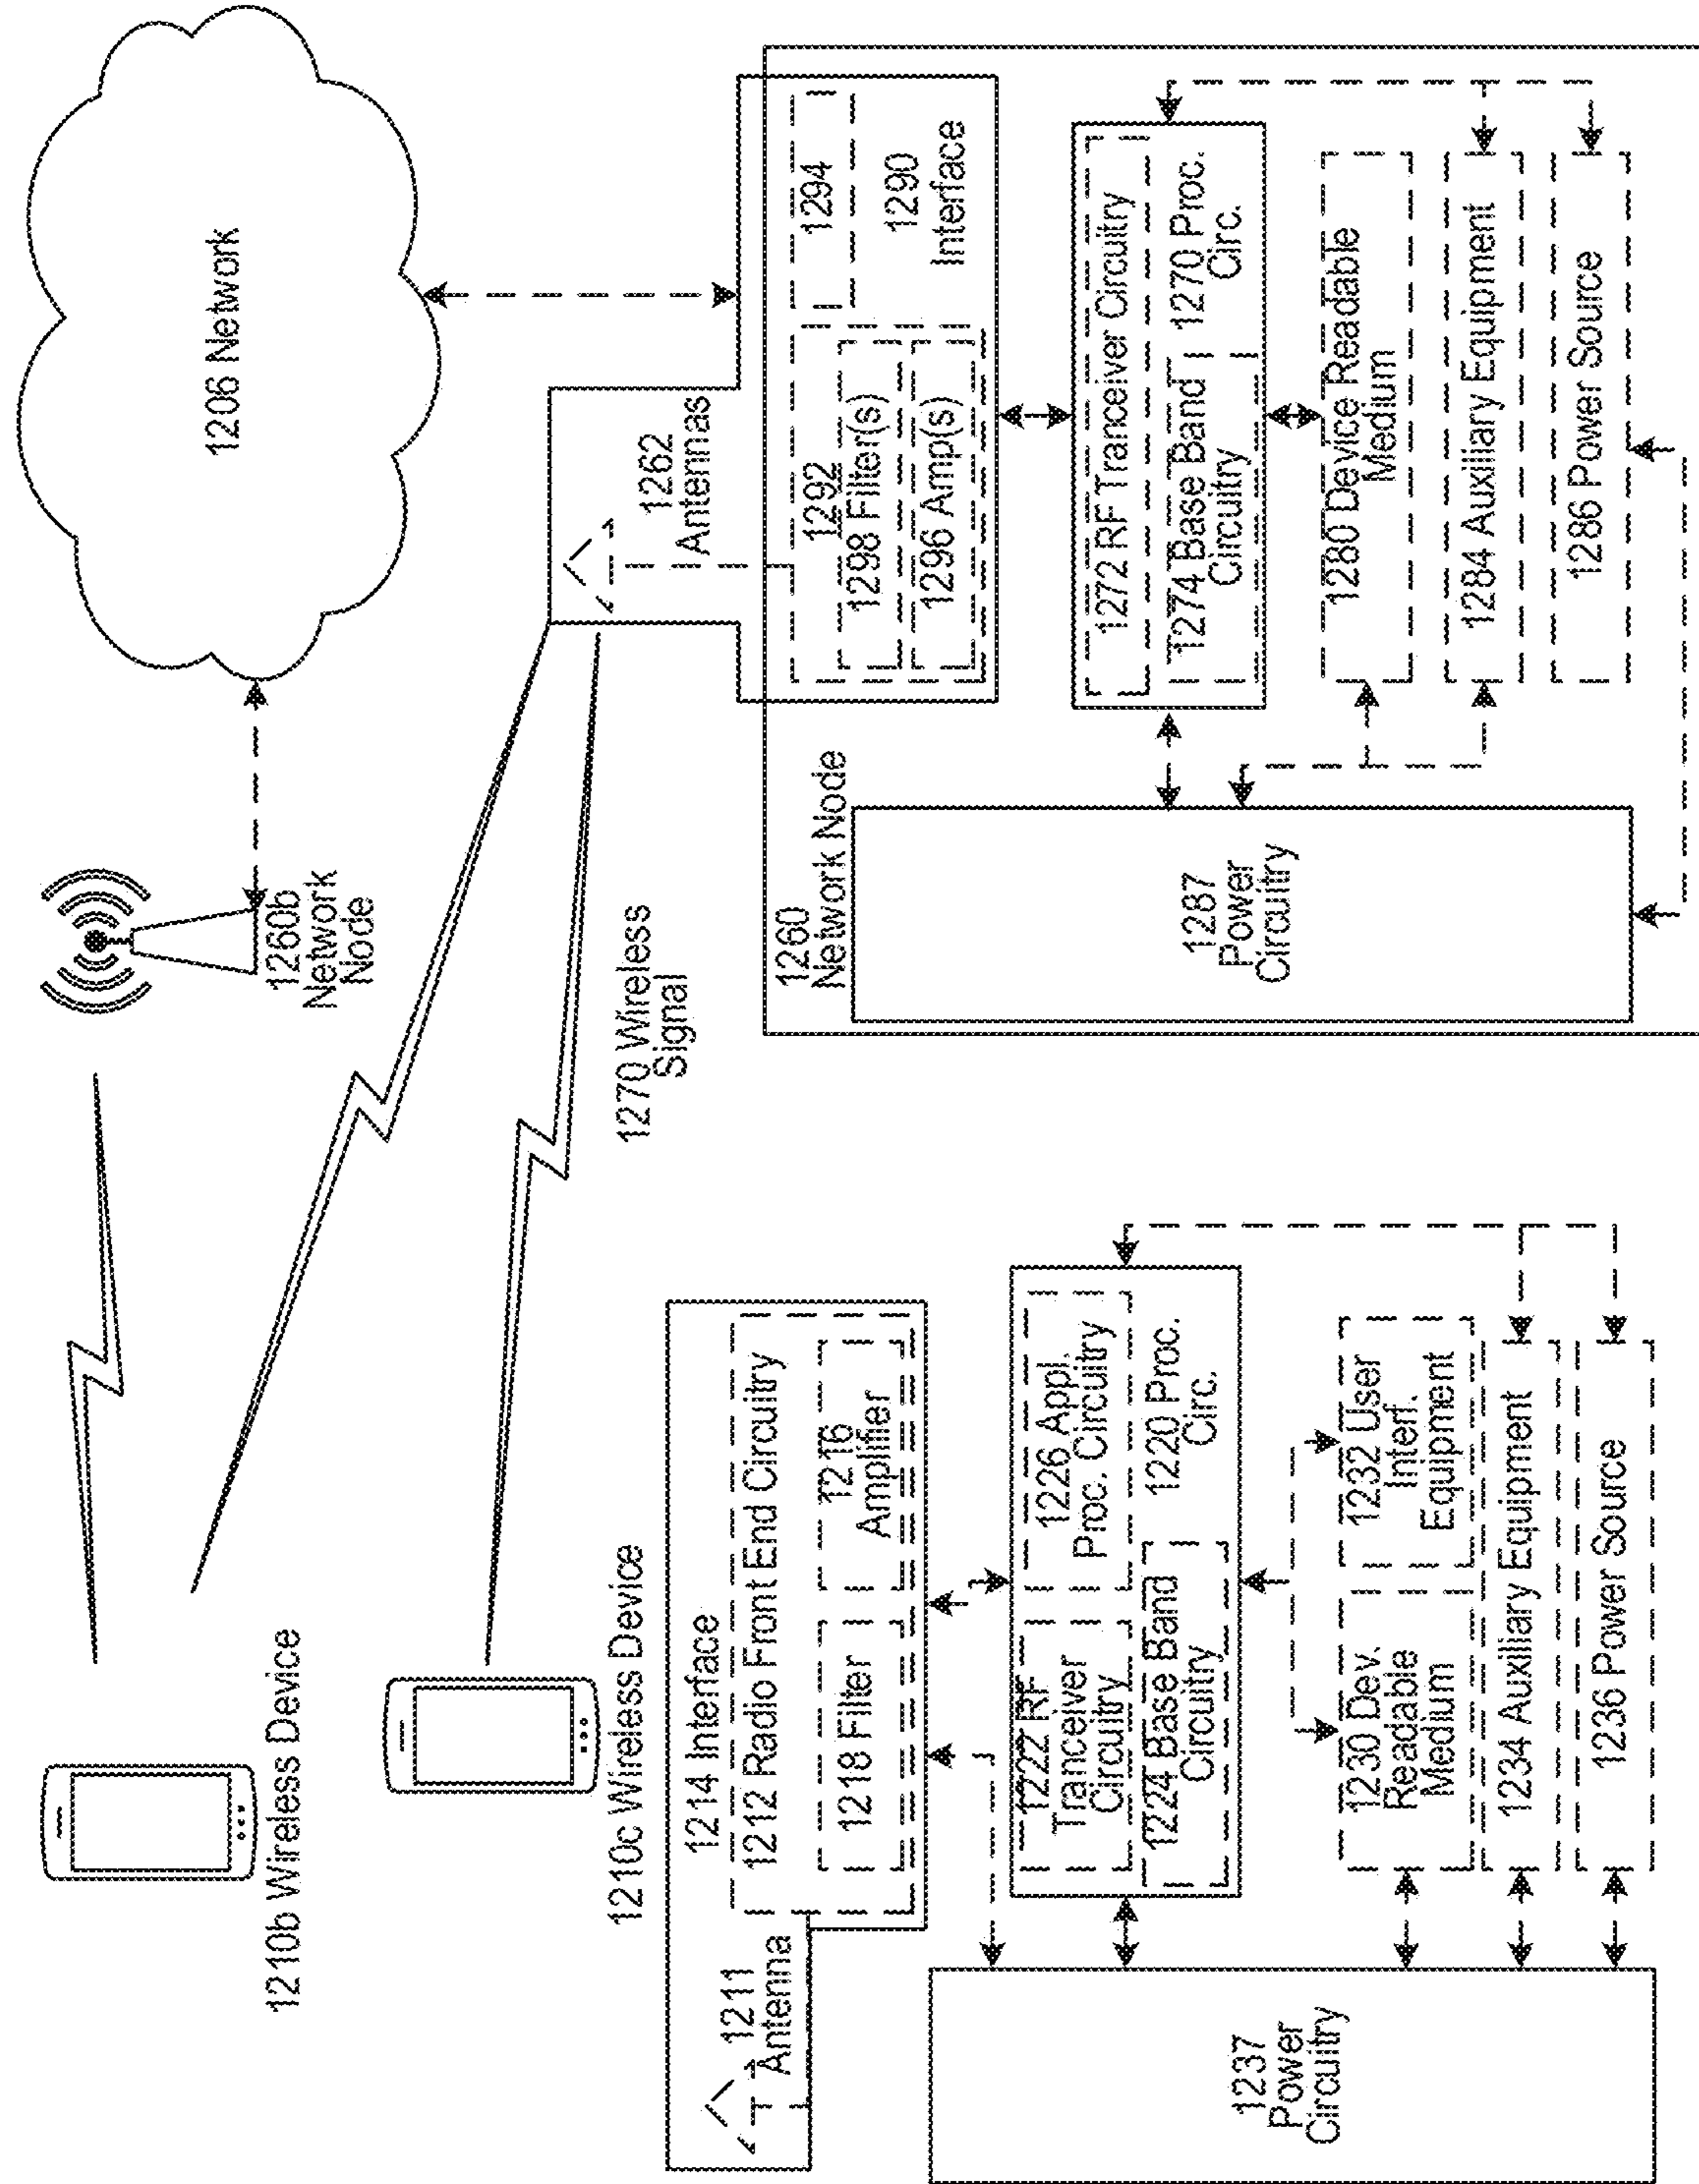 1206 Network
1260b
Network
Node
1210b Wireless Device
1210c Wireless Device
1270 Wireless
Signal
1262
Antennas
1260
Network Node
1292
1298 Filter(s)
1296 Amp(s)
1294
1290
Interface
1272 RF Tranceiver Circuitry
1274 Base Band
Circuitry
1270 Proc.
Circ.
1280 Device Readable
Medium
1284 Auxiliary Equipment
1286 Power Source
1287
Power
Circuitry
1214 Interface
1212 Radio Front End Circuitry
1211
Antenna
1218 Filter
1216
Amplifier
1222 RF
Tranceiver
Circuitry
1226 Appl.
Proc. Circuitry
1224 Base Band
Circuitry
1220 Proc.
Circ.
1230 Dev.
Readable
Medium
1232 User
Interf.
Equipment
1234 Auxiliary Equipment
1236 Power Source
1237
Power
Circuitry